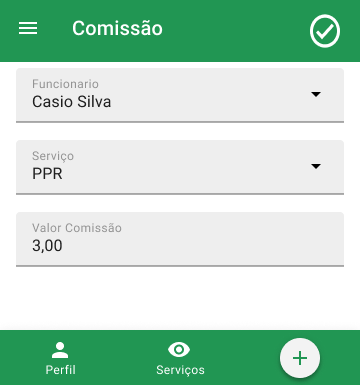 Comissão
Funcionario
Casio Silva
Serviço
PPR
Valor Comissão
3,00
Perfil
Serviços